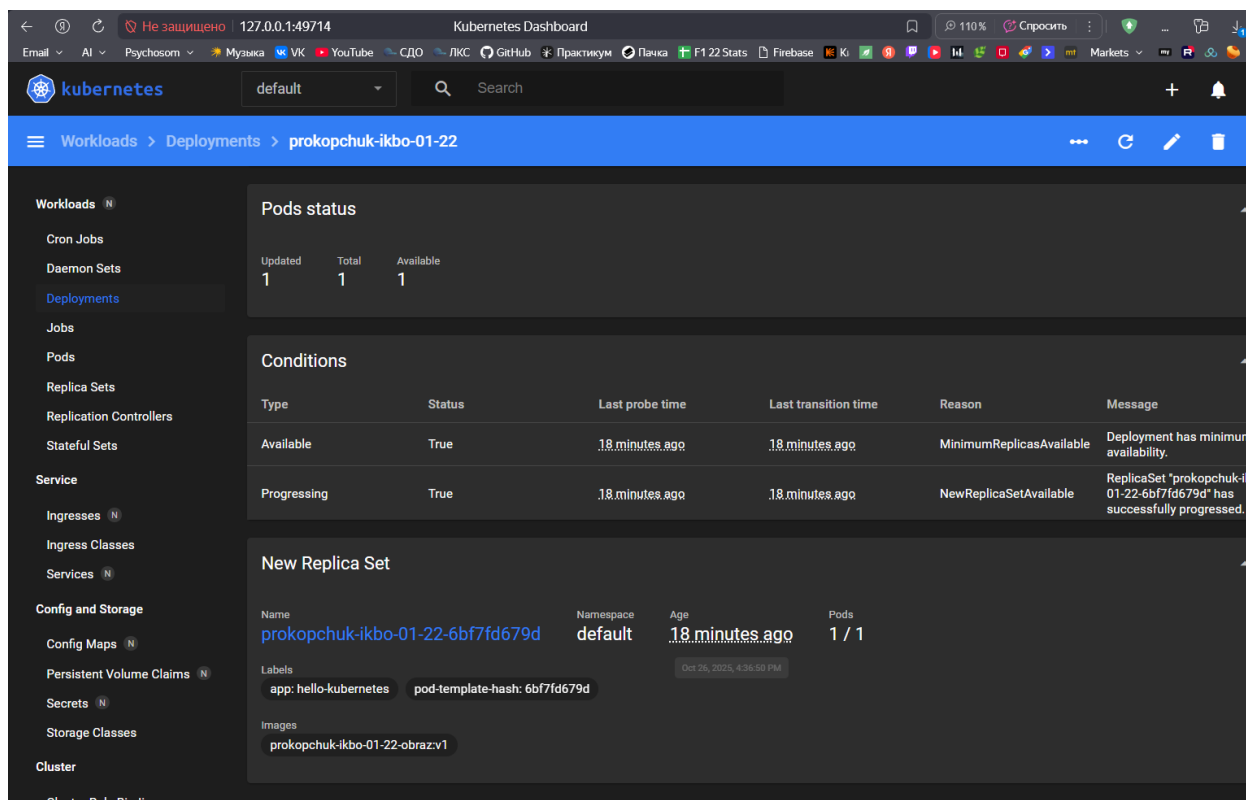 Не защищено 127.0.0.1:49714 Kubernetes Dashboard 110 % Спросить
Email AI Psychosom Музыка VK YouTube СДО ЛКС GitHub Практикум Пачка F1 22 Stats Firebase Markets
kubernetes default Search
Workloads > Deployments > prokopchuk-ikbo-01-22
Workloads N
Cron Jobs
Daemon Sets
Deployments
Jobs
Pods
Replica Sets
Replication Controllers
Stateful Sets
Service
Ingresses N
Ingress Classes
Services N
Config and Storage
Config Maps N
Persistent Volume Claims N
Secrets N
Storage Classes
Cluster
Pods status
Updated Total Available
1 1 1
Conditions
Type Status Last probe time Last transition time Reason Message
Available True 18 minutes ago 18 minutes ago MinimumReplicasAvailable Deployment has minimum
availability.
Progressing True 18 minutes ago 18 minutes ago NewReplicaSetAvailable ReplicaSet "prokopchuk-i
01-22-6bf7fd679d" has
successfully progressed.
New Replica Set
Name Namespace Age Pods
prokopchuk-ikbo-01-22-6bf7fd679d default 18 minutes ago 1 / 1
Oct 26, 2025, 4:36:50 PM
Labels
app: hello-kubernetes pod-template-hash: 6bf7fd679d
Images
prokopchuk-ikbo-01-22-obraz:v1